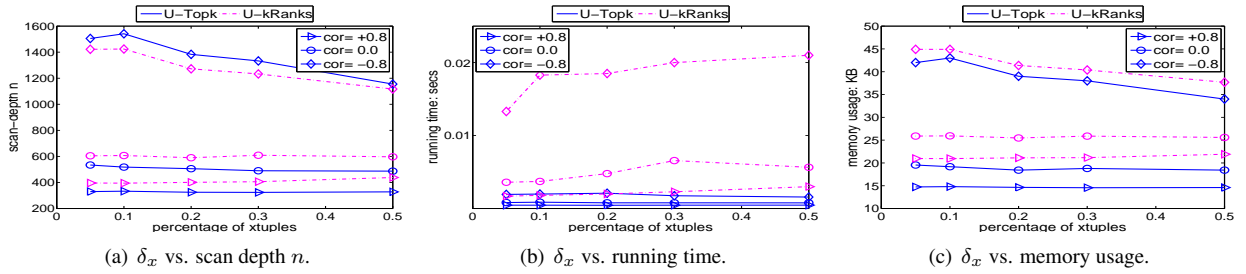 U-Topk U-kRanks
1600
1400
1200
1000
800
600
400
200
scan-depth n
cor= +0.8
cor= 0.0
cor= -0.8
0 0.1 0.2 0.3 0.4 0.5
percentage of xtuples
(a) δx vs. scan depth n.
U-Topk U-kRanks
0.02
0.01
running time: secs
cor= +0.8
cor= 0.0
cor= -0.8
0 0.1 0.2 0.3 0.4 0.5
percentage of xtuples
(b) δx vs. running time.
U-Topk U-kRanks
50
45
40
35
30
25
20
15
10
memory usage: KB
cor= +0.8
cor= 0.0
cor= -0.8
0 0.1 0.2 0.3 0.4 0.5
percentage of xtuples
(c) δx vs. memory usage.